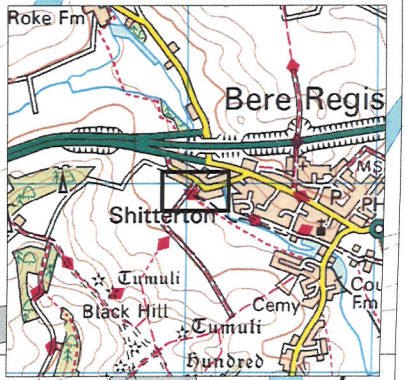 Roke Fm
Bere Regis
MS
P
PH
Shitterton
Tumuli
Black Hill
Cemy
Cou
Fm
Tumuli
Hundred